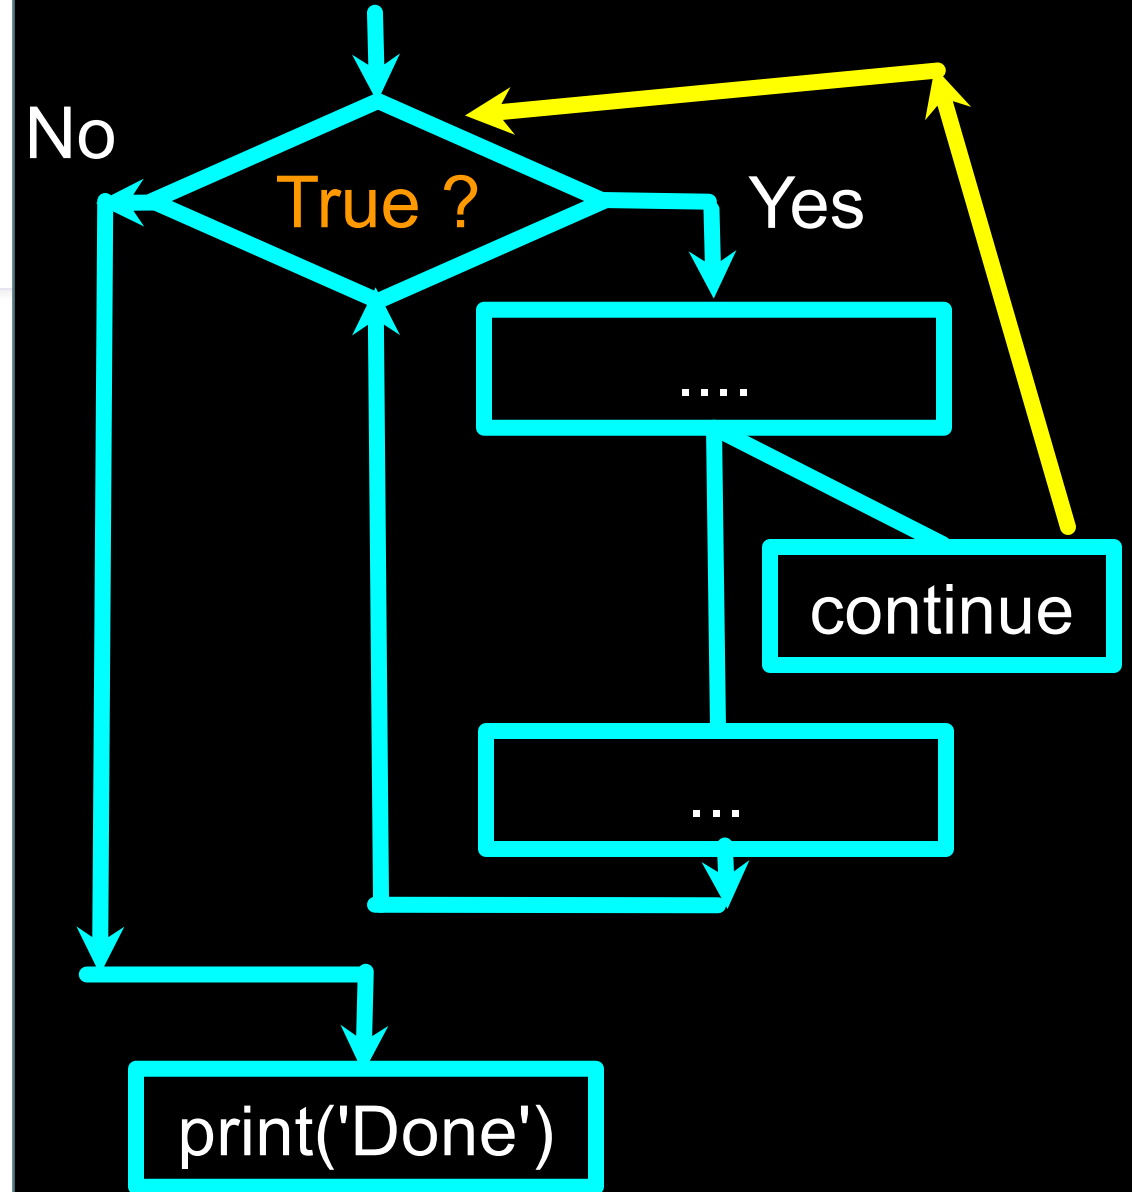 No
True ?
Yes
....
continue
...
print('Done')